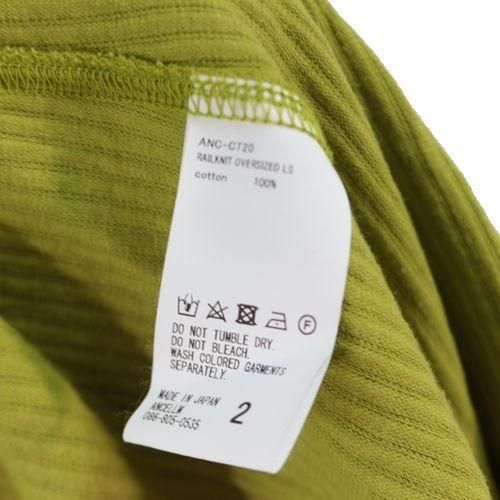 ANC-CT20
RAILKNIT OVERSIZED LS
cotton 100%
F
DO NOT TUMBLE DRY.
DO NOT BLEACH.
WASH COLORED GARMENTS
SEPARATELY.
MADE IN JAPAN
ANCELLM
086-805-0535
2